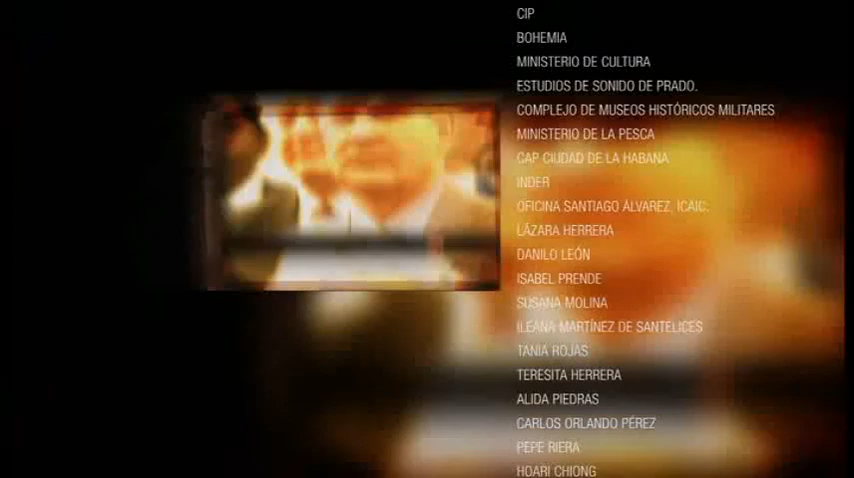 CIP
BOHEMIA
MINISTERIO DE CULTURA
ESTUDIOS DE SONIDO DE PRADO.
COMPLEJO DE MUSEOS HISTÓRICOS MILITARES
MINISTERIO DE LA PESCA
CAP CIUDAD DE LA HABANA
INDER
OFICINA SANTIAGO ÁLVAREZ, ICAIC.
LÁZARA HERRERA
DANILO LEÓN
ISABEL PRENDE
SUSANA MOLINA
ILEANA MARTÍNEZ DE SANTELICES
TANIA ROJAS
TERESITA HERRERA
ALIDA PIEDRAS
CARLOS ORLANDO PÉREZ
PEPE RIERA
HOARI CHIONG